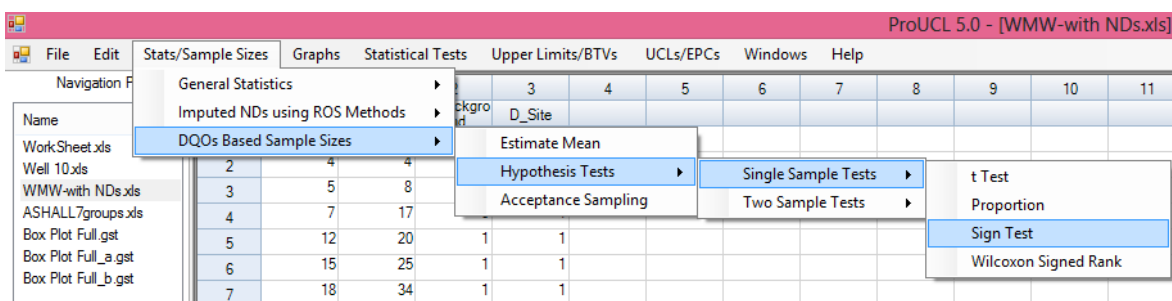 ProUCL 5.0 - [WMW-with NDs.xls]
File Edit Stats/Sample Sizes Graphs Statistical Tests Upper Limits/BTVs UCLs/EPCs Windows Help
Navigation P
General Statistics
3 4 5 6 7 8 9 10 11
Name
Imputed NDs using ROS Methods
D_Site
WorkSheet.xls
DQOs Based Sample Sizes
Estimate Mean
Well 10.xls
2 4 4
Hypothesis Tests
Single Sample Tests
t Test
WMW-with NDs.xls
3 5 8
Acceptance Sampling
Two Sample Tests
Proportion
ASHALL7groups.xls
4 7 17
Sign Test
Box Plot Full.gst
5 12 20 1 1
Box Plot Full_a.gst
6 15 25 1 1
Wilcoxon Signed Rank
Box Plot Full_b.gst
7 18 34 1 1